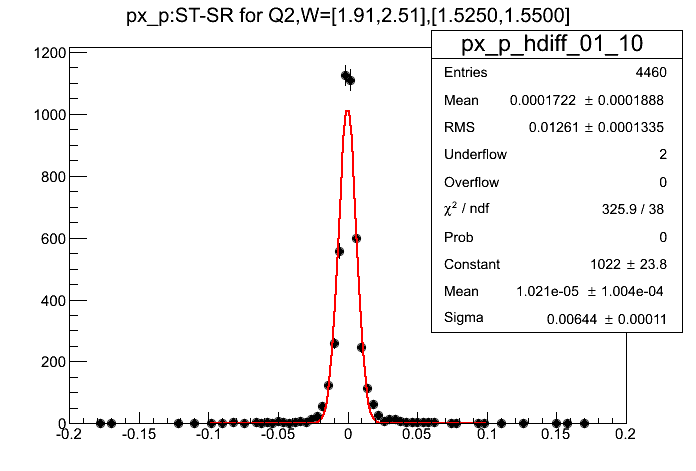 px_p:ST-SR for Q2,W=[1.91,2.51],[1.5250,1.5500]
px_p_hdiff_01_10
Entries 4460
Mean 0.0001722 ± 0.0001888
RMS 0.01261 ± 0.0001335
Underflow 2
Overflow 0
χ² / ndf 325.9 / 38
Prob 0
Constant 1022 ± 23.8
Mean 1.021e-05 ± 1.004e-04
Sigma 0.00644 ± 0.00011
1200
1000
800
600
400
200
0
-0.2 -0.15 -0.1 -0.05 0 0.05 0.1 0.15 0.2